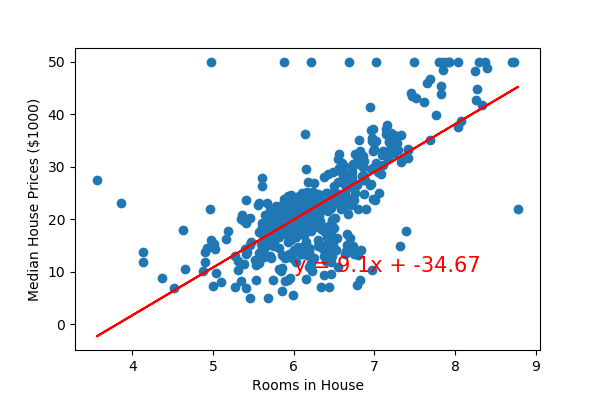 50
40
30
20
10
0
Median House Prices ($1000)
y = 9.1x + -34.67
4 5 6 7 8 9
Rooms in House